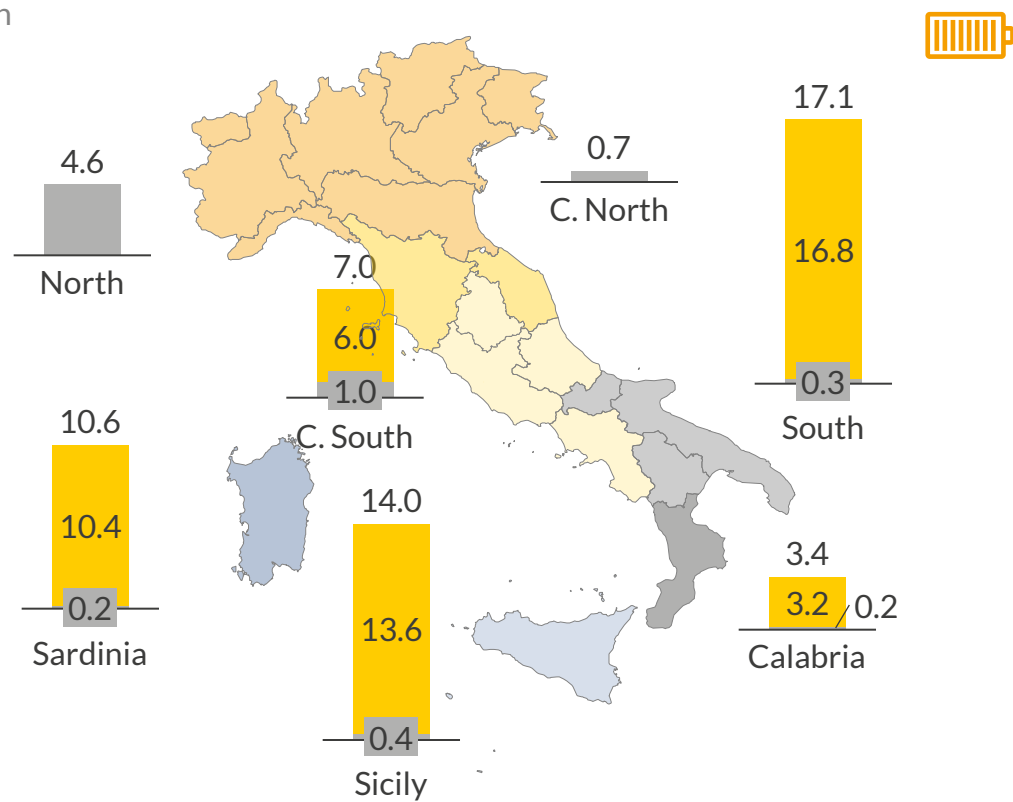 n
4.6
North
0.7
C. North
17.1
16.8
0.3
South
7.0
6.0
1.0
C. South
10.6
10.4
0.2
Sardinia
14.0
13.6
0.4
Sicily
3.4
3.2
0.2
Calabria